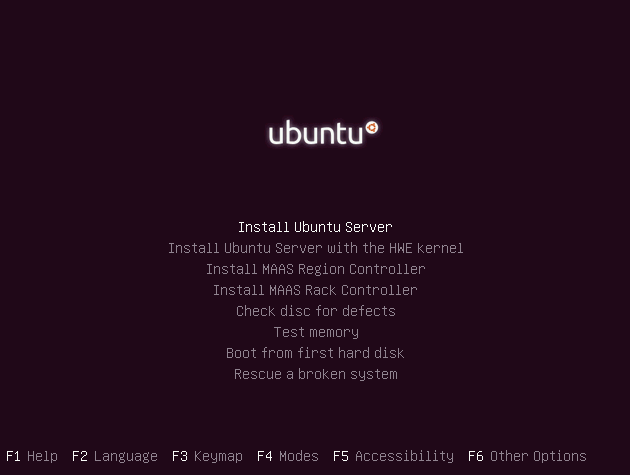 ubuntu
Install Ubuntu Server
Install Ubuntu Server with the HWE kernel
Install MAAS Region Controller
Install MAAS Rack Controller
Check disc for defects
Test memory
Boot from first hard disk
Rescue a broken system
F1 Help F2 Language F3 Keymap F4 Modes F5 Accessibility F6 Other Options